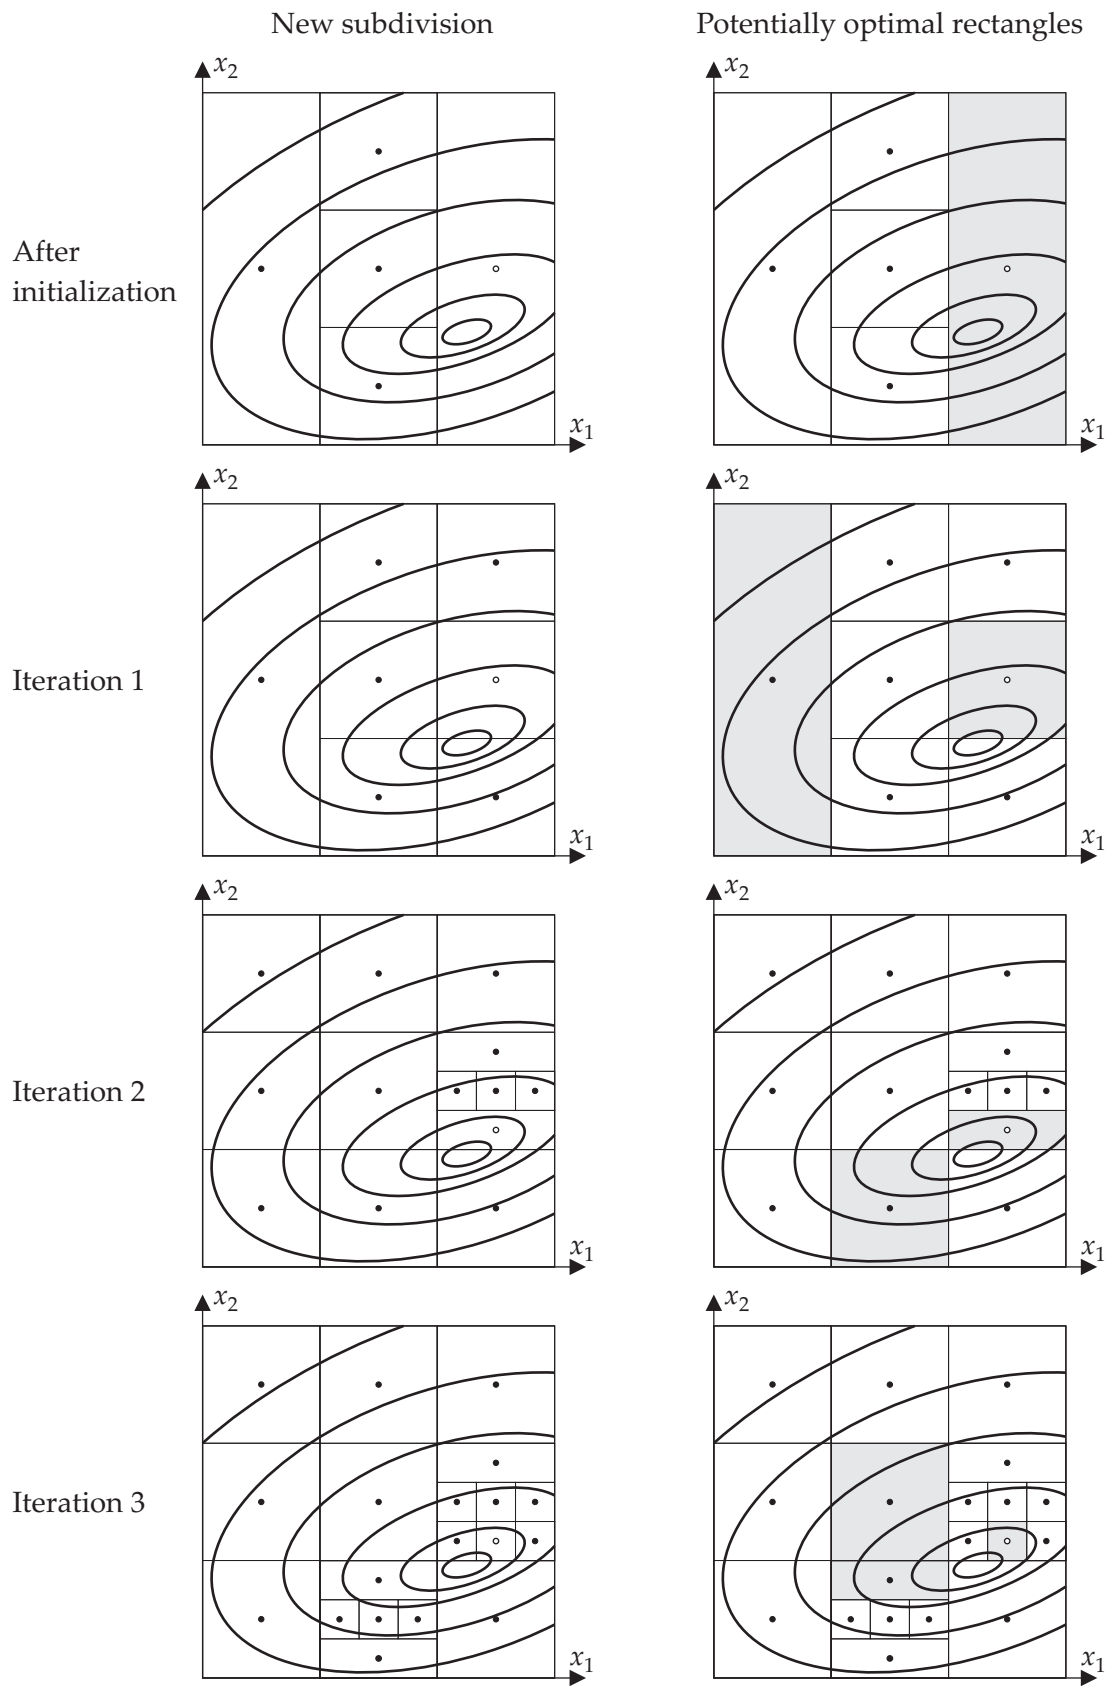 New subdivision
Potentially optimal rectangles
x₂
x₂
After
initialization
x₁
x₁
x₂
x₂
Iteration 1
x₁
x₁
x₂
x₂
Iteration 2
x₁
x₁
x₂
x₂
Iteration 3
x₁
x₁